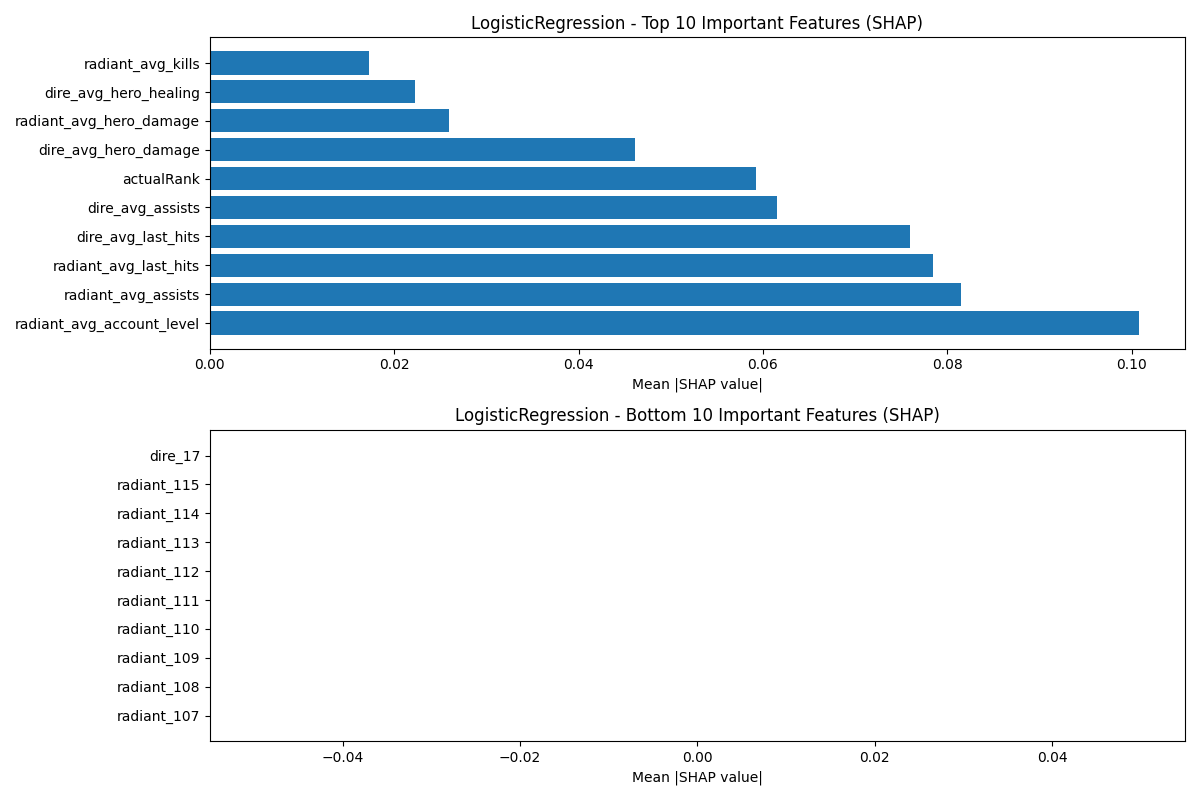 LogisticRegression - Top 10 Important Features (SHAP)
radiant_avg_kills
dire_avg_hero_healing
radiant_avg_hero_damage
dire_avg_hero_damage
actualRank
dire_avg_assists
dire_avg_last_hits
radiant_avg_last_hits
radiant_avg_assists
radiant_avg_account_level
0.00 0.02 0.04 0.06 0.08 0.10
Mean |SHAP value|
LogisticRegression - Bottom 10 Important Features (SHAP)
dire_17
radiant_115
radiant_114
radiant_113
radiant_112
radiant_111
radiant_110
radiant_109
radiant_108
radiant_107
−0.04 −0.02 0.00 0.02 0.04
Mean |SHAP value|